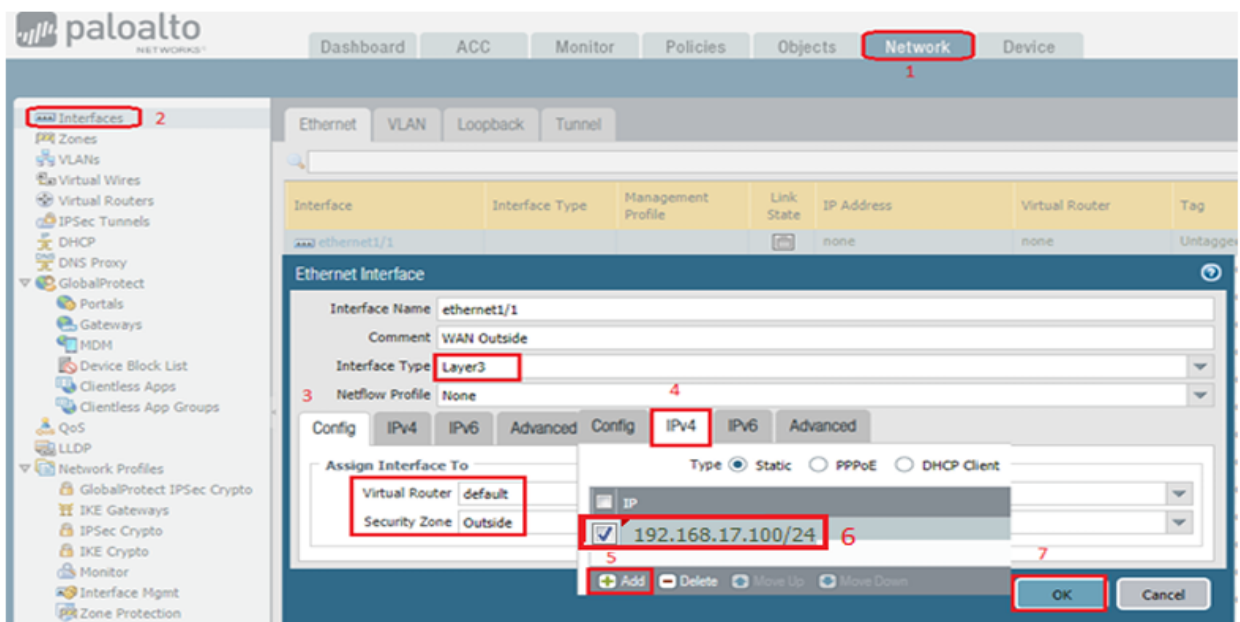 paloalto
NETWORKS®
Dashboard ACC Monitor Policies Objects Network Device
1
Interfaces 2
Zones
VLANs
Virtual Wires
Virtual Routers
IPSec Tunnels
DHCP
DNS Proxy
GlobalProtect
Portals
Gateways
MDM
Device Block List
Clientless Apps
Clientless App Groups
QoS
LLDP
Network Profiles
GlobalProtect IPSec Crypto
IKE Gateways
IPSec Crypto
IKE Crypto
Monitor
Interface Mgmt
Zone Protection
Ethernet VLAN Loopback Tunnel
Interface Interface Type Management Profile Link State IP Address Virtual Router Tag
ethernet1/1 none none Untagged
Ethernet Interface
Interface Name ethernet1/1
Comment WAN Outside
Interface Type Layer3
3 Netflow Profile None 4
Config IPv4 IPv6 Advanced
Config IPv4 IPv6 Advanced
Assign Interface To
Virtual Router default
Security Zone Outside
Type Static PPPoE DHCP Client
IP
192.168.17.100/24 6
5
Add Delete Move Up Move Down
7
OK Cancel